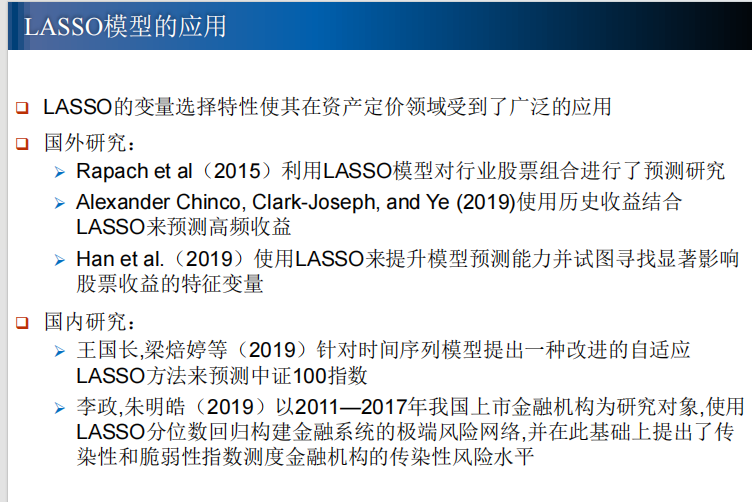 LASSO模型的应用
LASSO的变量选择特性使其在资产定价领域受到了广泛的应用
国外研究：
Rapach et al（2015）利用LASSO模型对行业股票组合进行了预测研究
Alexander Chinco, Clark-Joseph, and Ye (2019)使用历史收益结合
LASSO来预测高频收益
Han et al.（2019）使用LASSO来提升模型预测能力并试图寻找显著影响
股票收益的特征变量
国内研究：
王国长,梁焙婷等（2019）针对时间序列模型提出一种改进的自适应
LASSO方法来预测中证100指数
李政,朱明皓（2019）以2011—2017年我国上市金融机构为研究对象,使用
LASSO分位数回归构建金融系统的极端风险网络,并在此基础上提出了传
染性和脆弱性指数测度金融机构的传染性风险水平